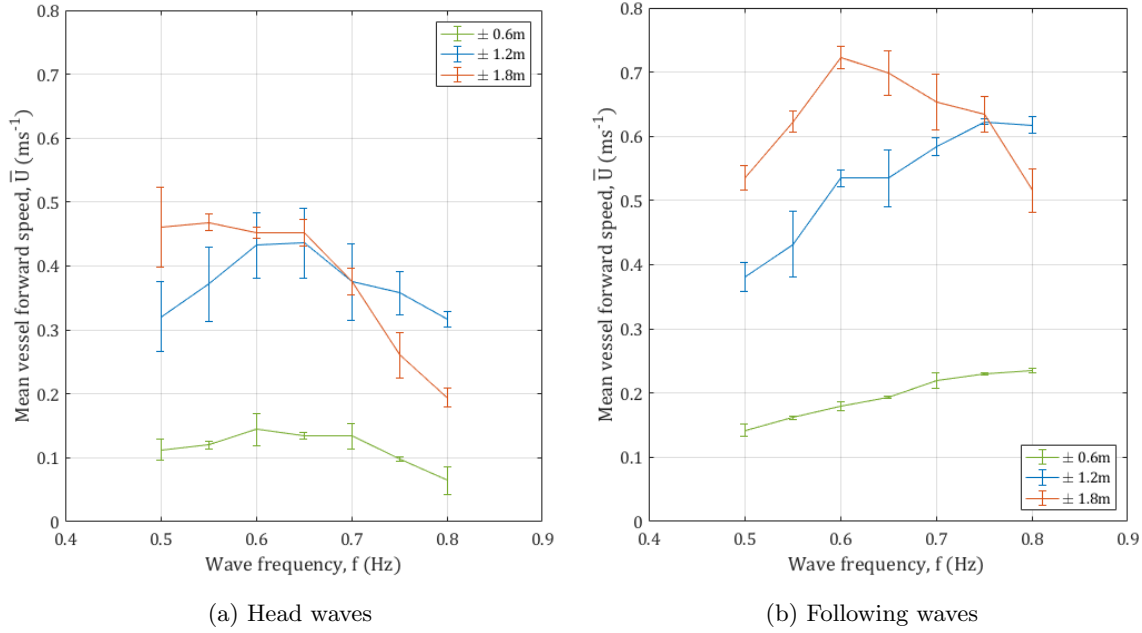 0.8
0.7
0.6
0.5
0.4
0.3
0.2
0.1
0
Mean vessel forward speed, U̅ (ms⁻¹)
± 0.6m
± 1.2m
± 1.8m
0.4 0.5 0.6 0.7 0.8 0.9
Wave frequency, f (Hz)
(a) Head waves
0.8
0.7
0.6
0.5
0.4
0.3
0.2
0.1
0
Mean vessel forward speed, U̅ (ms⁻¹)
± 0.6m
± 1.2m
± 1.8m
0.4 0.5 0.6 0.7 0.8 0.9
Wave frequency, f (Hz)
(b) Following waves